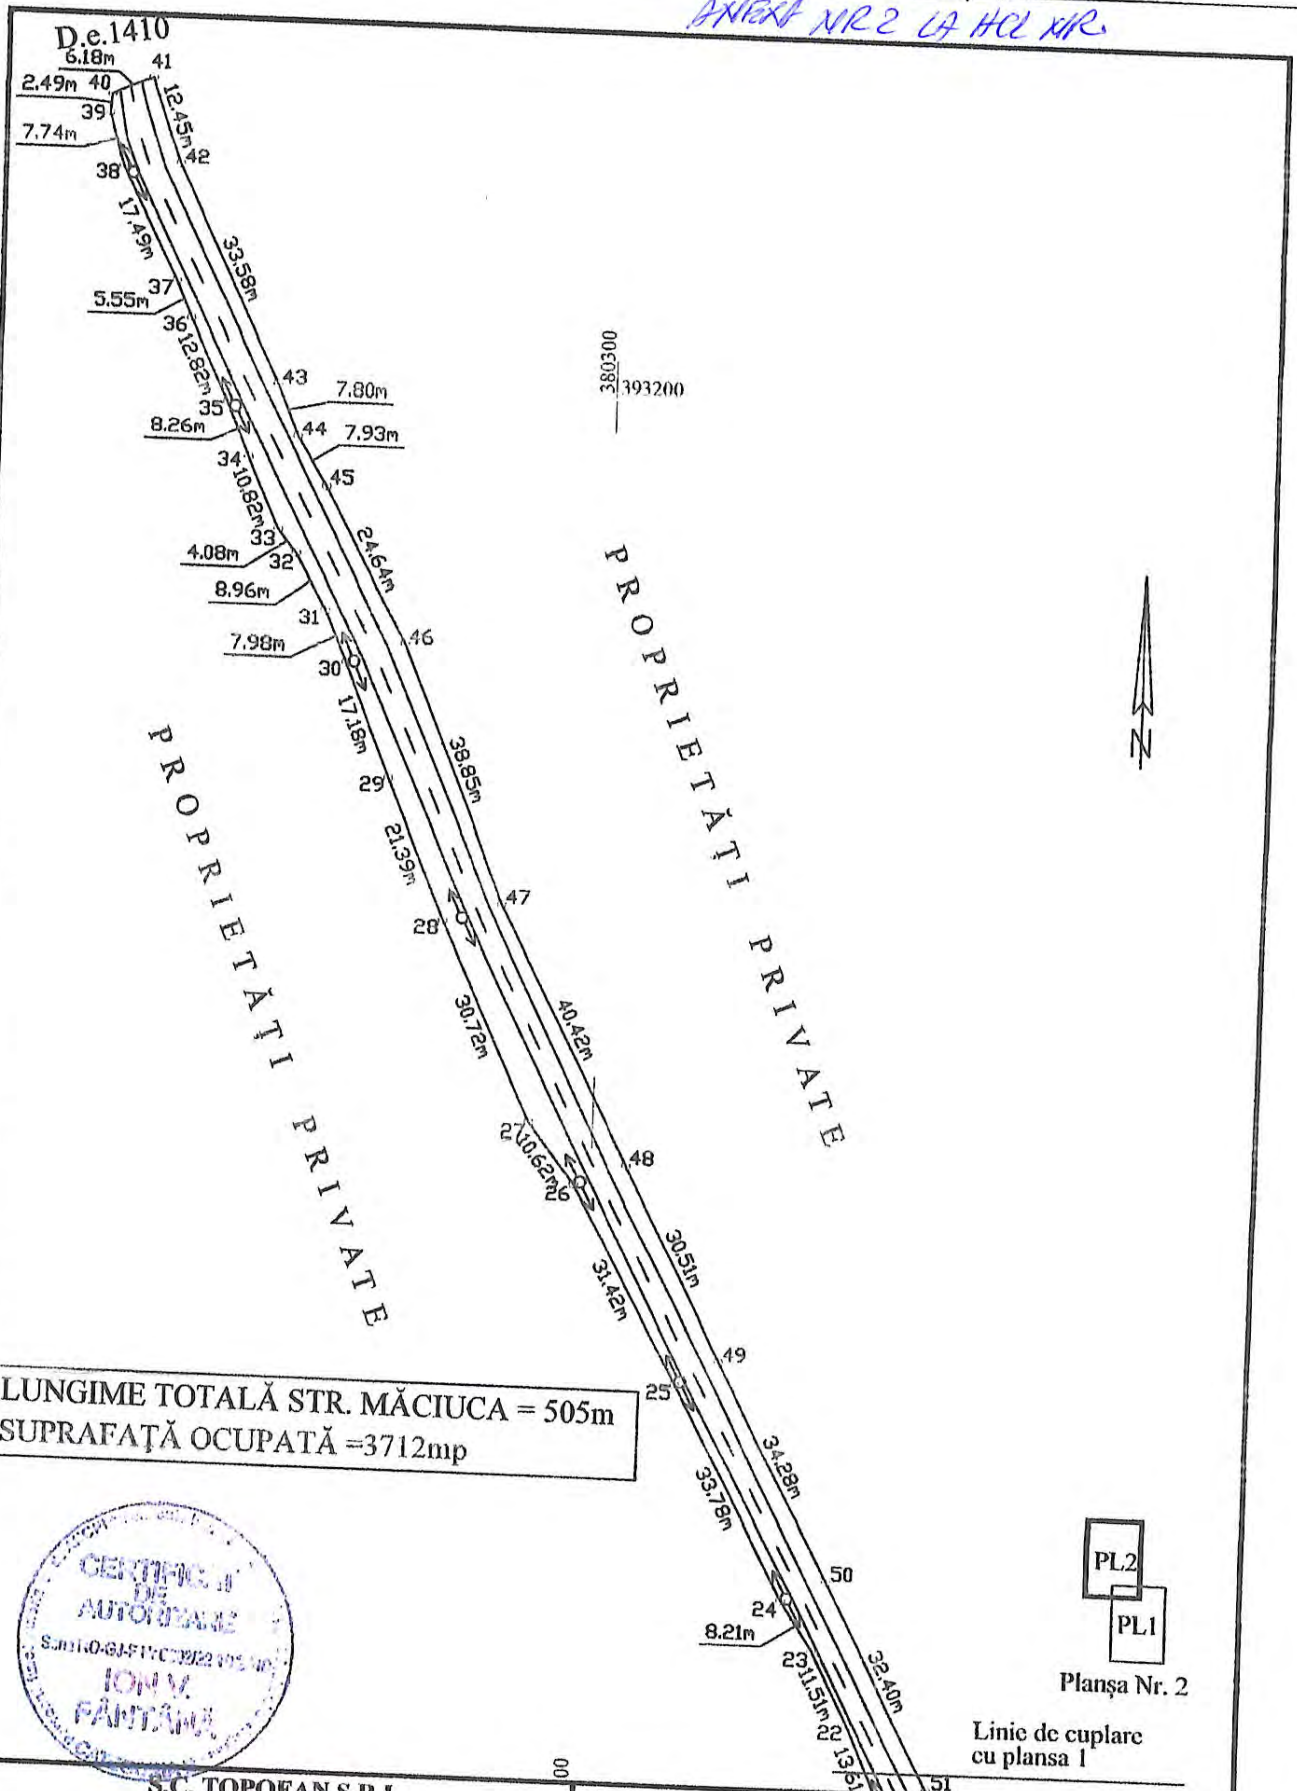 ANEXA NR 2 LA HCL NR.
D.e.1410
6.18m
41
2.49m
40
39
12.45m
7.74m
42
38
17.49m
33.58m
37
5.55m
36
12.82m
43
7.80m
35
8.26m
44
7.93m
34
45
10.82m
33
4.08m
32
24.64m
8.96m
31
46
7.98m
30
17.18m
38.85m
29
21.39m
47
28
30.72m
40.42m
27
10.62m
48
26
30.51m
31.42m
49
25
34.28m
33.78m
50
24
8.21m
23
11.51m
32.40m
22
13.61
51
380300
393200
PROPRIETĂȚI PRIVATE
PROPRIETĂȚI PRIVATE
N
LUNGIME TOTALĂ STR. MĂCIUCA = 505m
SUPRAFAȚĂ OCUPATĂ =3712mp
CERTIFICAT
DE
AUTORIZARE
ION V.
FÂNTÂNĂ
PL2
PL1
Planșa Nr. 2
Linie de cuplare
cu plansa 1
S.C. TOPOFAN S.R.L.
00